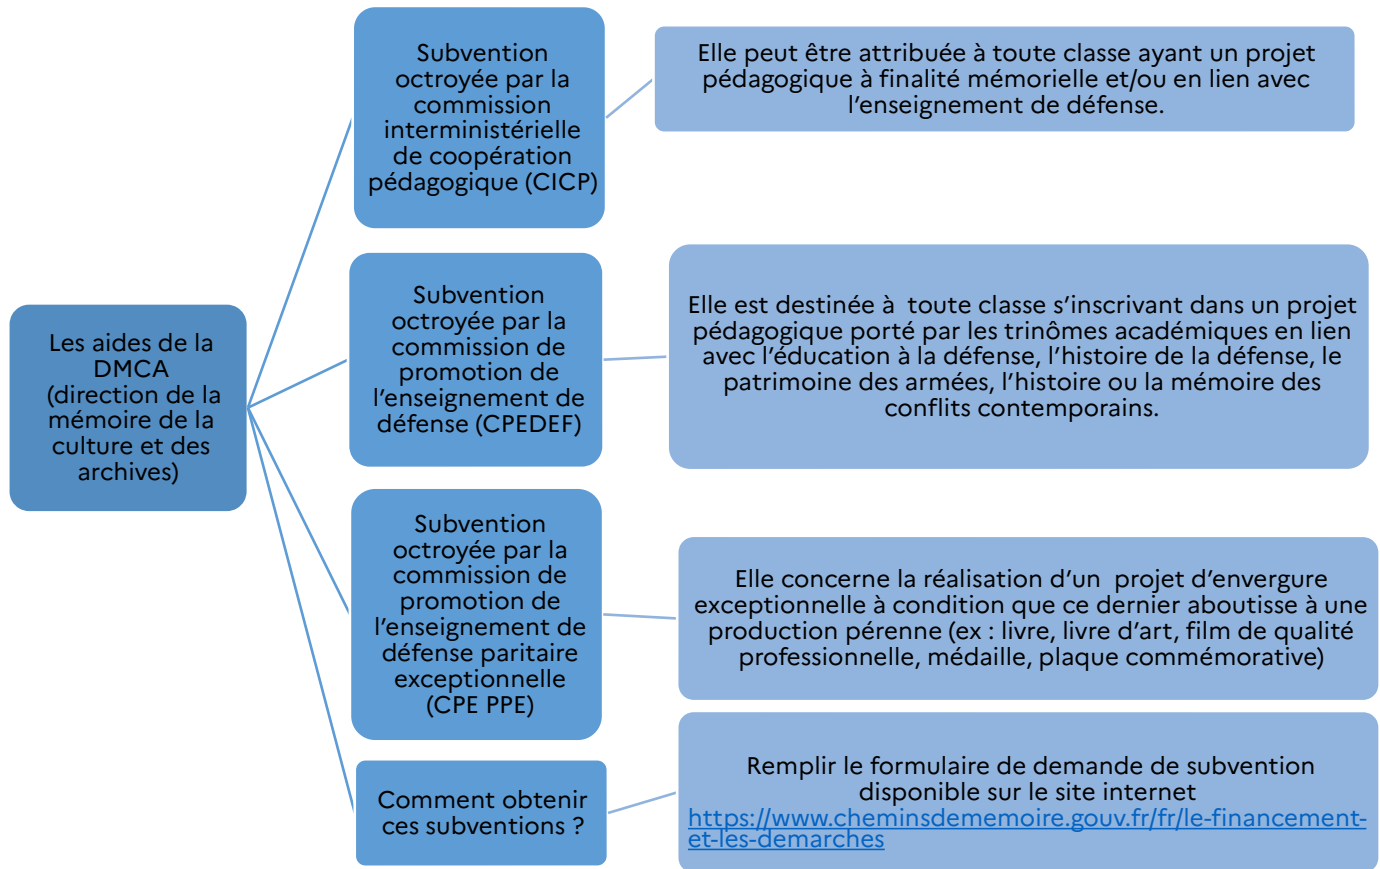 Les aides de la
DMCA
(direction de la
mémoire de la
culture et des
archives)
Subvention
octroyée par la
commission
interministérielle
de coopération
pédagogique (CICP)
Elle peut être attribuée à toute classe ayant un projet
pédagogique à finalité mémorielle et/ou en lien avec
l’enseignement de défense.
Subvention
octroyée par la
commission de
promotion de
l’enseignement de
défense (CPEDEF)
Elle est destinée à toute classe s’inscrivant dans un projet
pédagogique porté par les trinômes académiques en lien
avec l’éducation à la défense, l’histoire de la défense, le
patrimoine des armées, l’histoire ou la mémoire des
conflits contemporains.
Subvention
octroyée par la
commission de
promotion de
l’enseignement de
défense paritaire
exceptionnelle
(CPE PPE)
Elle concerne la réalisation d’un projet d’envergure
exceptionnelle à condition que ce dernier aboutisse à une
production pérenne (ex : livre, livre d’art, film de qualité
professionnelle, médaille, plaque commémorative)
Comment obtenir
ces subventions ?
Remplir le formulaire de demande de subvention
disponible sur le site internet
https://www.cheminsdememoire.gouv.fr/fr/le-financement-
et-les-demarches